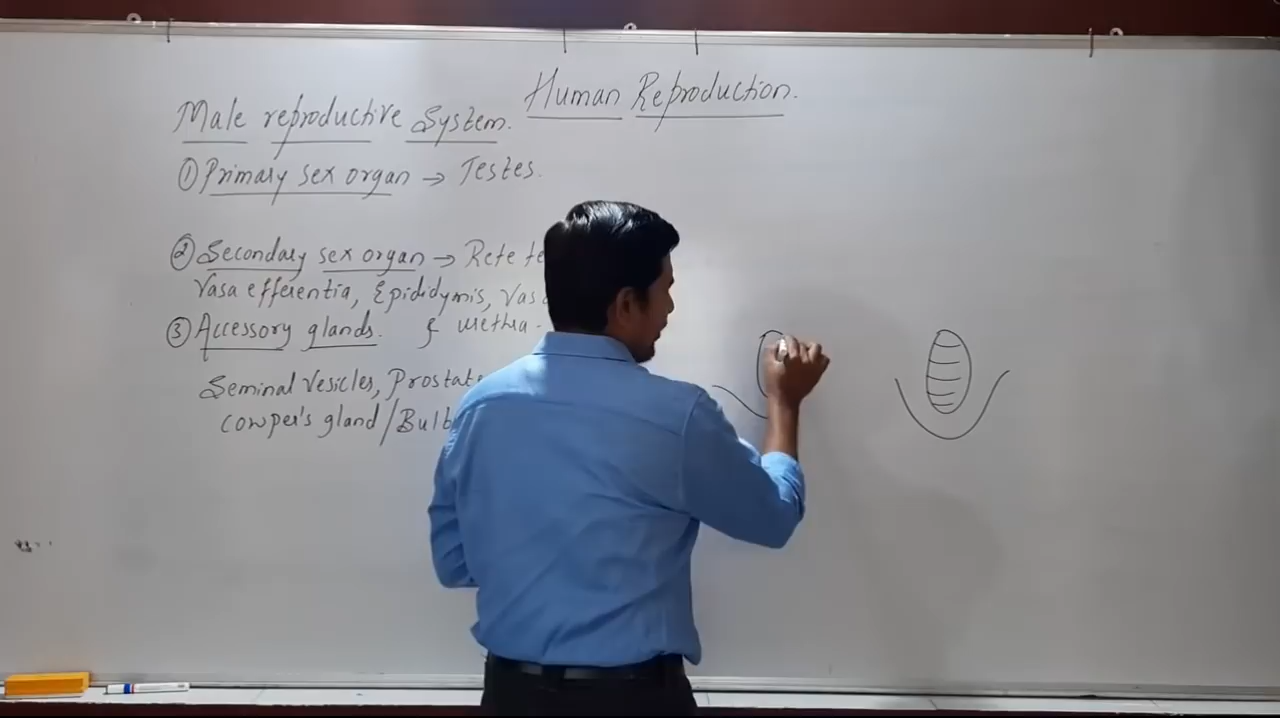 Human Reproduction.
Male reproductive System.
① Primary sex organ → Testes.
② Secondary sex organ → Rete te
Vasa efferentia, Epididymis, Vas
③ Accessory glands. & urethra.
Seminal Vesicles, Prostate
Cowper's gland/Bulb